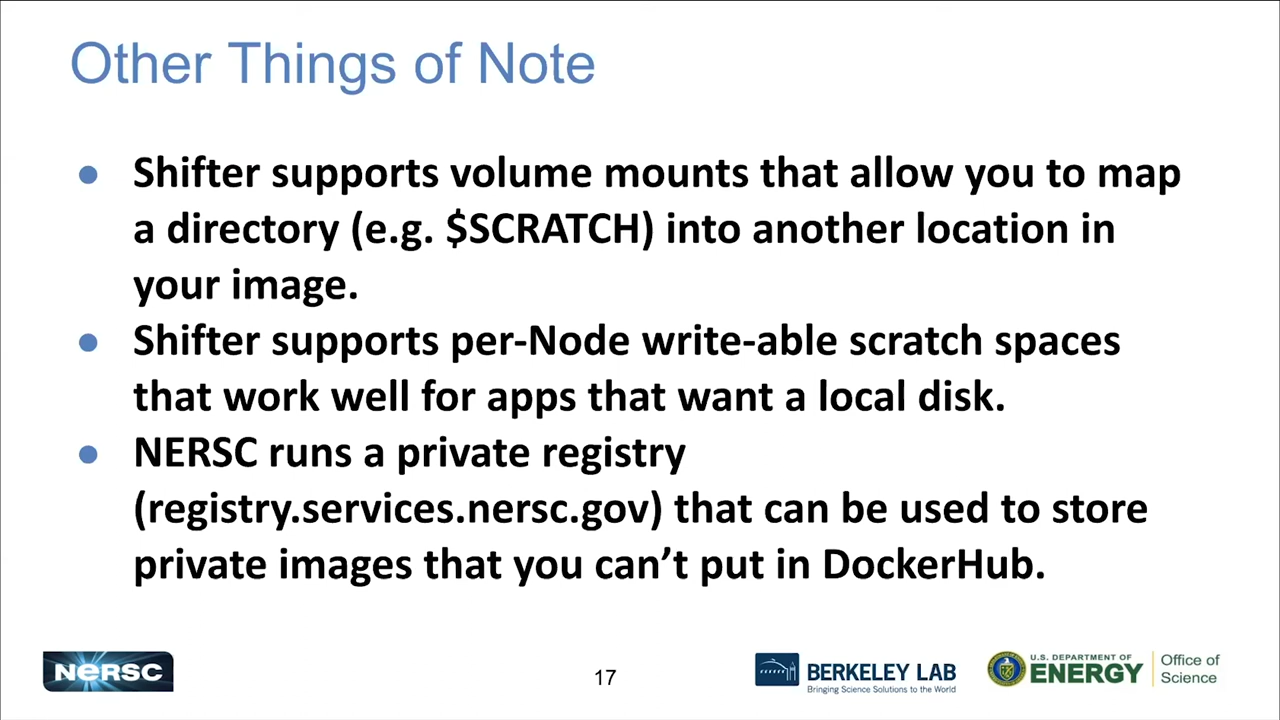 Other Things of Note
● Shifter supports volume mounts that allow you to map
a directory (e.g. $SCRATCH) into another location in
your image.
● Shifter supports per-Node write-able scratch spaces
that work well for apps that want a local disk.
● NERSC runs a private registry
(registry.services.nersc.gov) that can be used to store
private images that you can’t put in DockerHub.
NERSC
17
BERKELEY LAB
Bringing Science Solutions to the World
U.S. DEPARTMENT OF
ENERGY
Office of
Science